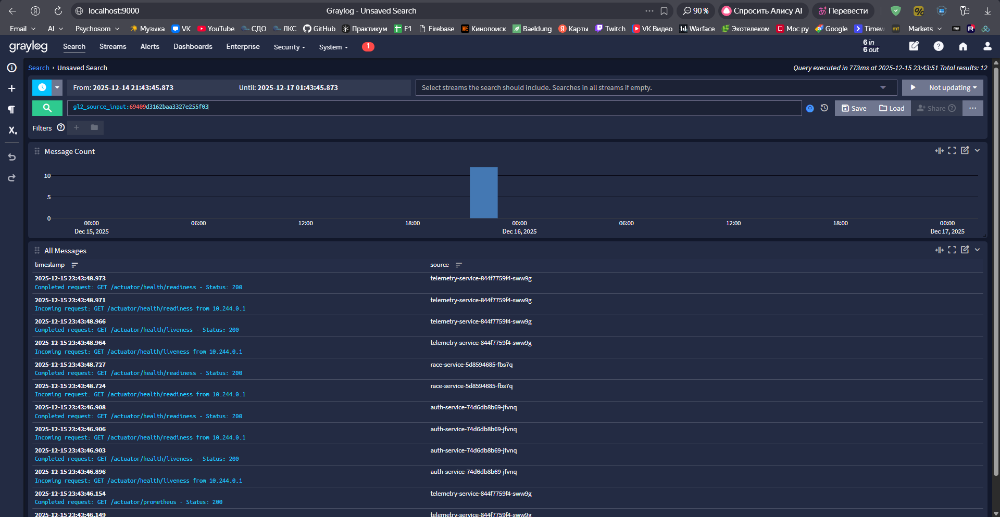 localhost:9000
Graylog - Unsaved Search
90 %
Спросить Алису AI
Перевести
Email
AI
Psychosom
Музыка
VK
YouTube
СДО
ЛКС
GitHub
Практикум
F1
Firebase
Кинопоиск
Baeldung
Карты
Twitch
VK Видео
Warface
Экотелеком
Мос ру
Google
Timew
mt
Markets
my
graylog
Search
Streams
Alerts
Dashboards
Enterprise
Security
System
1
6 in
6 out
Search › Unsaved Search
Query executed in 773ms at 2025-12-15 23:43:51 Total results: 12
From: 2025-12-14 21:43:45.873
Until: 2025-12-17 01:43:45.873
Select streams the search should include. Searches in all streams if empty.
Not updating
gl2_source_input:69409d3162baa3327e255f03
Save
Load
Share
Filters
Message Count
10
5
0
00:00
06:00
12:00
18:00
00:00
06:00
12:00
18:00
00:00
Dec 15, 2025
Dec 16, 2025
Dec 17, 2025
All Messages
timestamp
source
2025-12-15 23:43:48.973
telemetry-service-844f7759f4-sww9g
Completed request: GET /actuator/health/readiness - Status: 200
2025-12-15 23:43:48.971
telemetry-service-844f7759f4-sww9g
Incoming request: GET /actuator/health/readiness from 10.244.0.1
2025-12-15 23:43:48.966
telemetry-service-844f7759f4-sww9g
Completed request: GET /actuator/health/liveness - Status: 200
2025-12-15 23:43:48.964
telemetry-service-844f7759f4-sww9g
Incoming request: GET /actuator/health/liveness from 10.244.0.1
2025-12-15 23:43:48.727
race-service-5d8594685-fbs7q
Completed request: GET /actuator/health/readiness - Status: 200
2025-12-15 23:43:48.724
race-service-5d8594685-fbs7q
Incoming request: GET /actuator/health/readiness from 10.244.0.1
2025-12-15 23:43:46.908
auth-service-74d6db8b69-jfvnq
Completed request: GET /actuator/health/readiness - Status: 200
2025-12-15 23:43:46.906
auth-service-74d6db8b69-jfvnq
Incoming request: GET /actuator/health/readiness from 10.244.0.1
2025-12-15 23:43:46.903
auth-service-74d6db8b69-jfvnq
Completed request: GET /actuator/health/liveness - Status: 200
2025-12-15 23:43:46.896
auth-service-74d6db8b69-jfvnq
Incoming request: GET /actuator/health/liveness from 10.244.0.1
2025-12-15 23:43:46.154
telemetry-service-844f7759f4-sww9g
Completed request: GET /actuator/prometheus - Status: 200
2025-12-15 23:43:46.149
telemetry-service-844f7759f4-sww9g